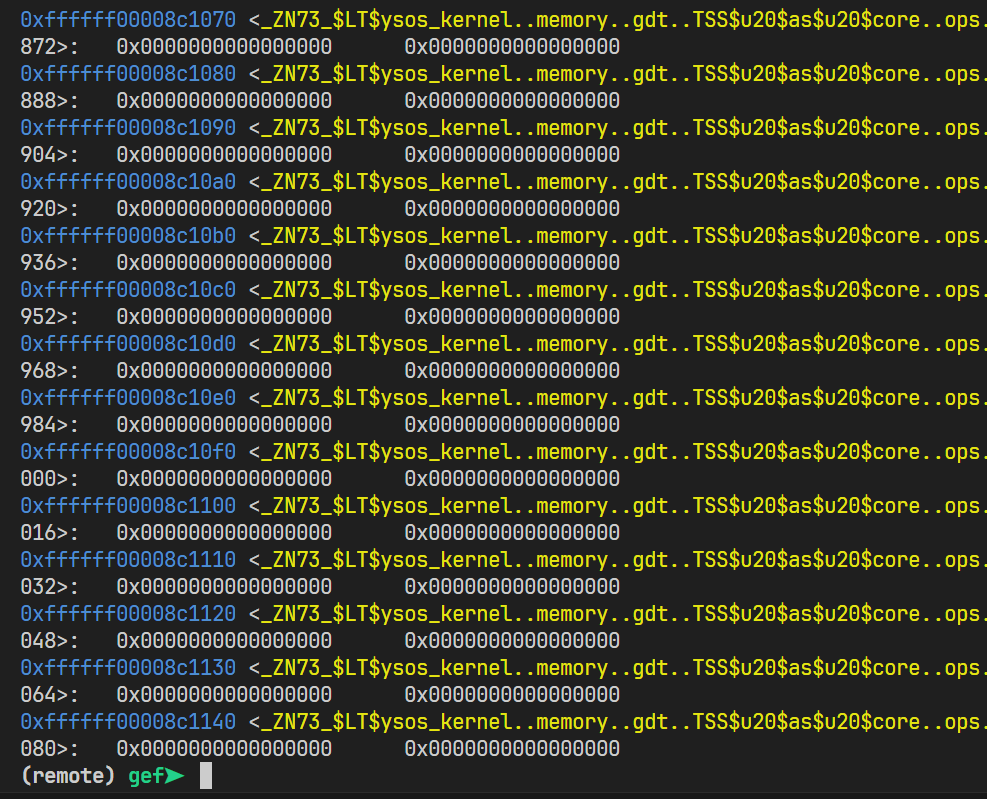 0xffffff00008c1070 <_ZN73_$LT$ysos_kernel..memory..gdt..TSS$u20$as$u20$core..ops.
872>:   0x0000000000000000      0x0000000000000000
0xffffff00008c1080 <_ZN73_$LT$ysos_kernel..memory..gdt..TSS$u20$as$u20$core..ops.
888>:   0x0000000000000000      0x0000000000000000
0xffffff00008c1090 <_ZN73_$LT$ysos_kernel..memory..gdt..TSS$u20$as$u20$core..ops.
904>:   0x0000000000000000      0x0000000000000000
0xffffff00008c10a0 <_ZN73_$LT$ysos_kernel..memory..gdt..TSS$u20$as$u20$core..ops.
920>:   0x0000000000000000      0x0000000000000000
0xffffff00008c10b0 <_ZN73_$LT$ysos_kernel..memory..gdt..TSS$u20$as$u20$core..ops.
936>:   0x0000000000000000      0x0000000000000000
0xffffff00008c10c0 <_ZN73_$LT$ysos_kernel..memory..gdt..TSS$u20$as$u20$core..ops.
952>:   0x0000000000000000      0x0000000000000000
0xffffff00008c10d0 <_ZN73_$LT$ysos_kernel..memory..gdt..TSS$u20$as$u20$core..ops.
968>:   0x0000000000000000      0x0000000000000000
0xffffff00008c10e0 <_ZN73_$LT$ysos_kernel..memory..gdt..TSS$u20$as$u20$core..ops.
984>:   0x0000000000000000      0x0000000000000000
0xffffff00008c10f0 <_ZN73_$LT$ysos_kernel..memory..gdt..TSS$u20$as$u20$core..ops.
000>:   0x0000000000000000      0x0000000000000000
0xffffff00008c1100 <_ZN73_$LT$ysos_kernel..memory..gdt..TSS$u20$as$u20$core..ops.
016>:   0x0000000000000000      0x0000000000000000
0xffffff00008c1110 <_ZN73_$LT$ysos_kernel..memory..gdt..TSS$u20$as$u20$core..ops.
032>:   0x0000000000000000      0x0000000000000000
0xffffff00008c1120 <_ZN73_$LT$ysos_kernel..memory..gdt..TSS$u20$as$u20$core..ops.
048>:   0x0000000000000000      0x0000000000000000
0xffffff00008c1130 <_ZN73_$LT$ysos_kernel..memory..gdt..TSS$u20$as$u20$core..ops.
064>:   0x0000000000000000      0x0000000000000000
0xffffff00008c1140 <_ZN73_$LT$ysos_kernel..memory..gdt..TSS$u20$as$u20$core..ops.
080>:   0x0000000000000000      0x0000000000000000
(remote) gef➤